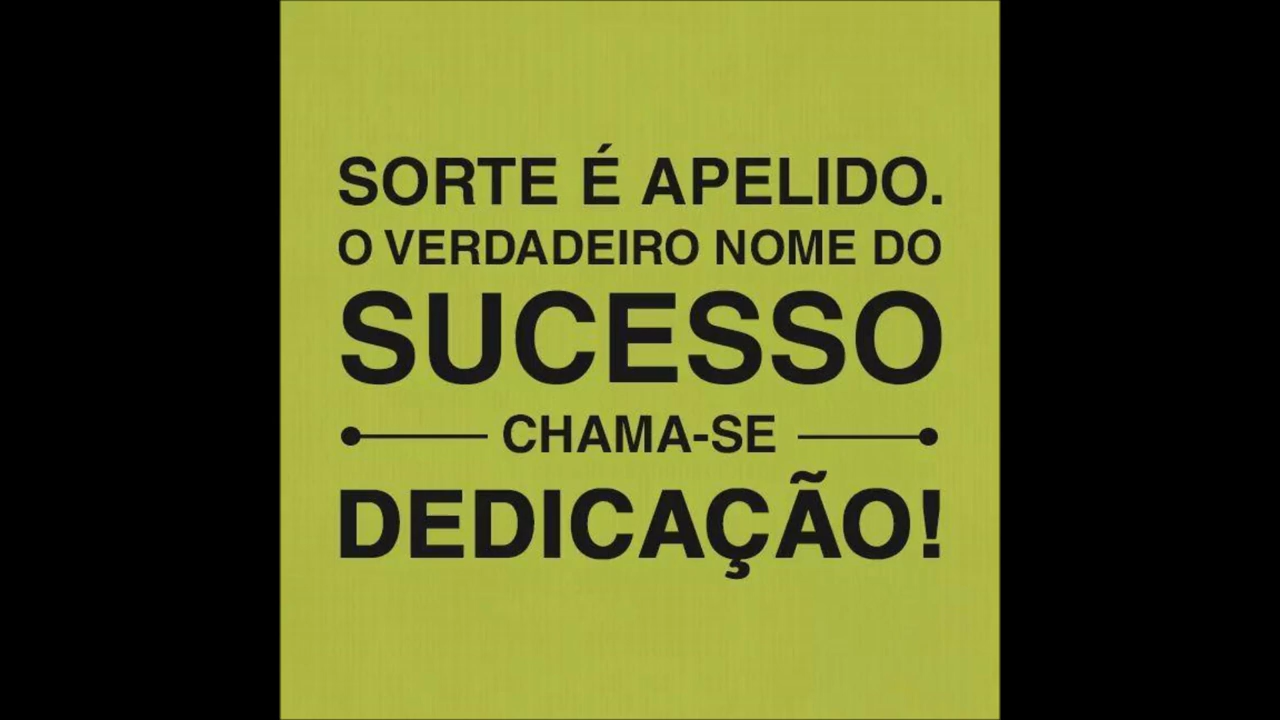 SORTE É APELIDO.
O VERDADEIRO NOME DO
SUCESSO
CHAMA-SE
DEDICAÇÃO!